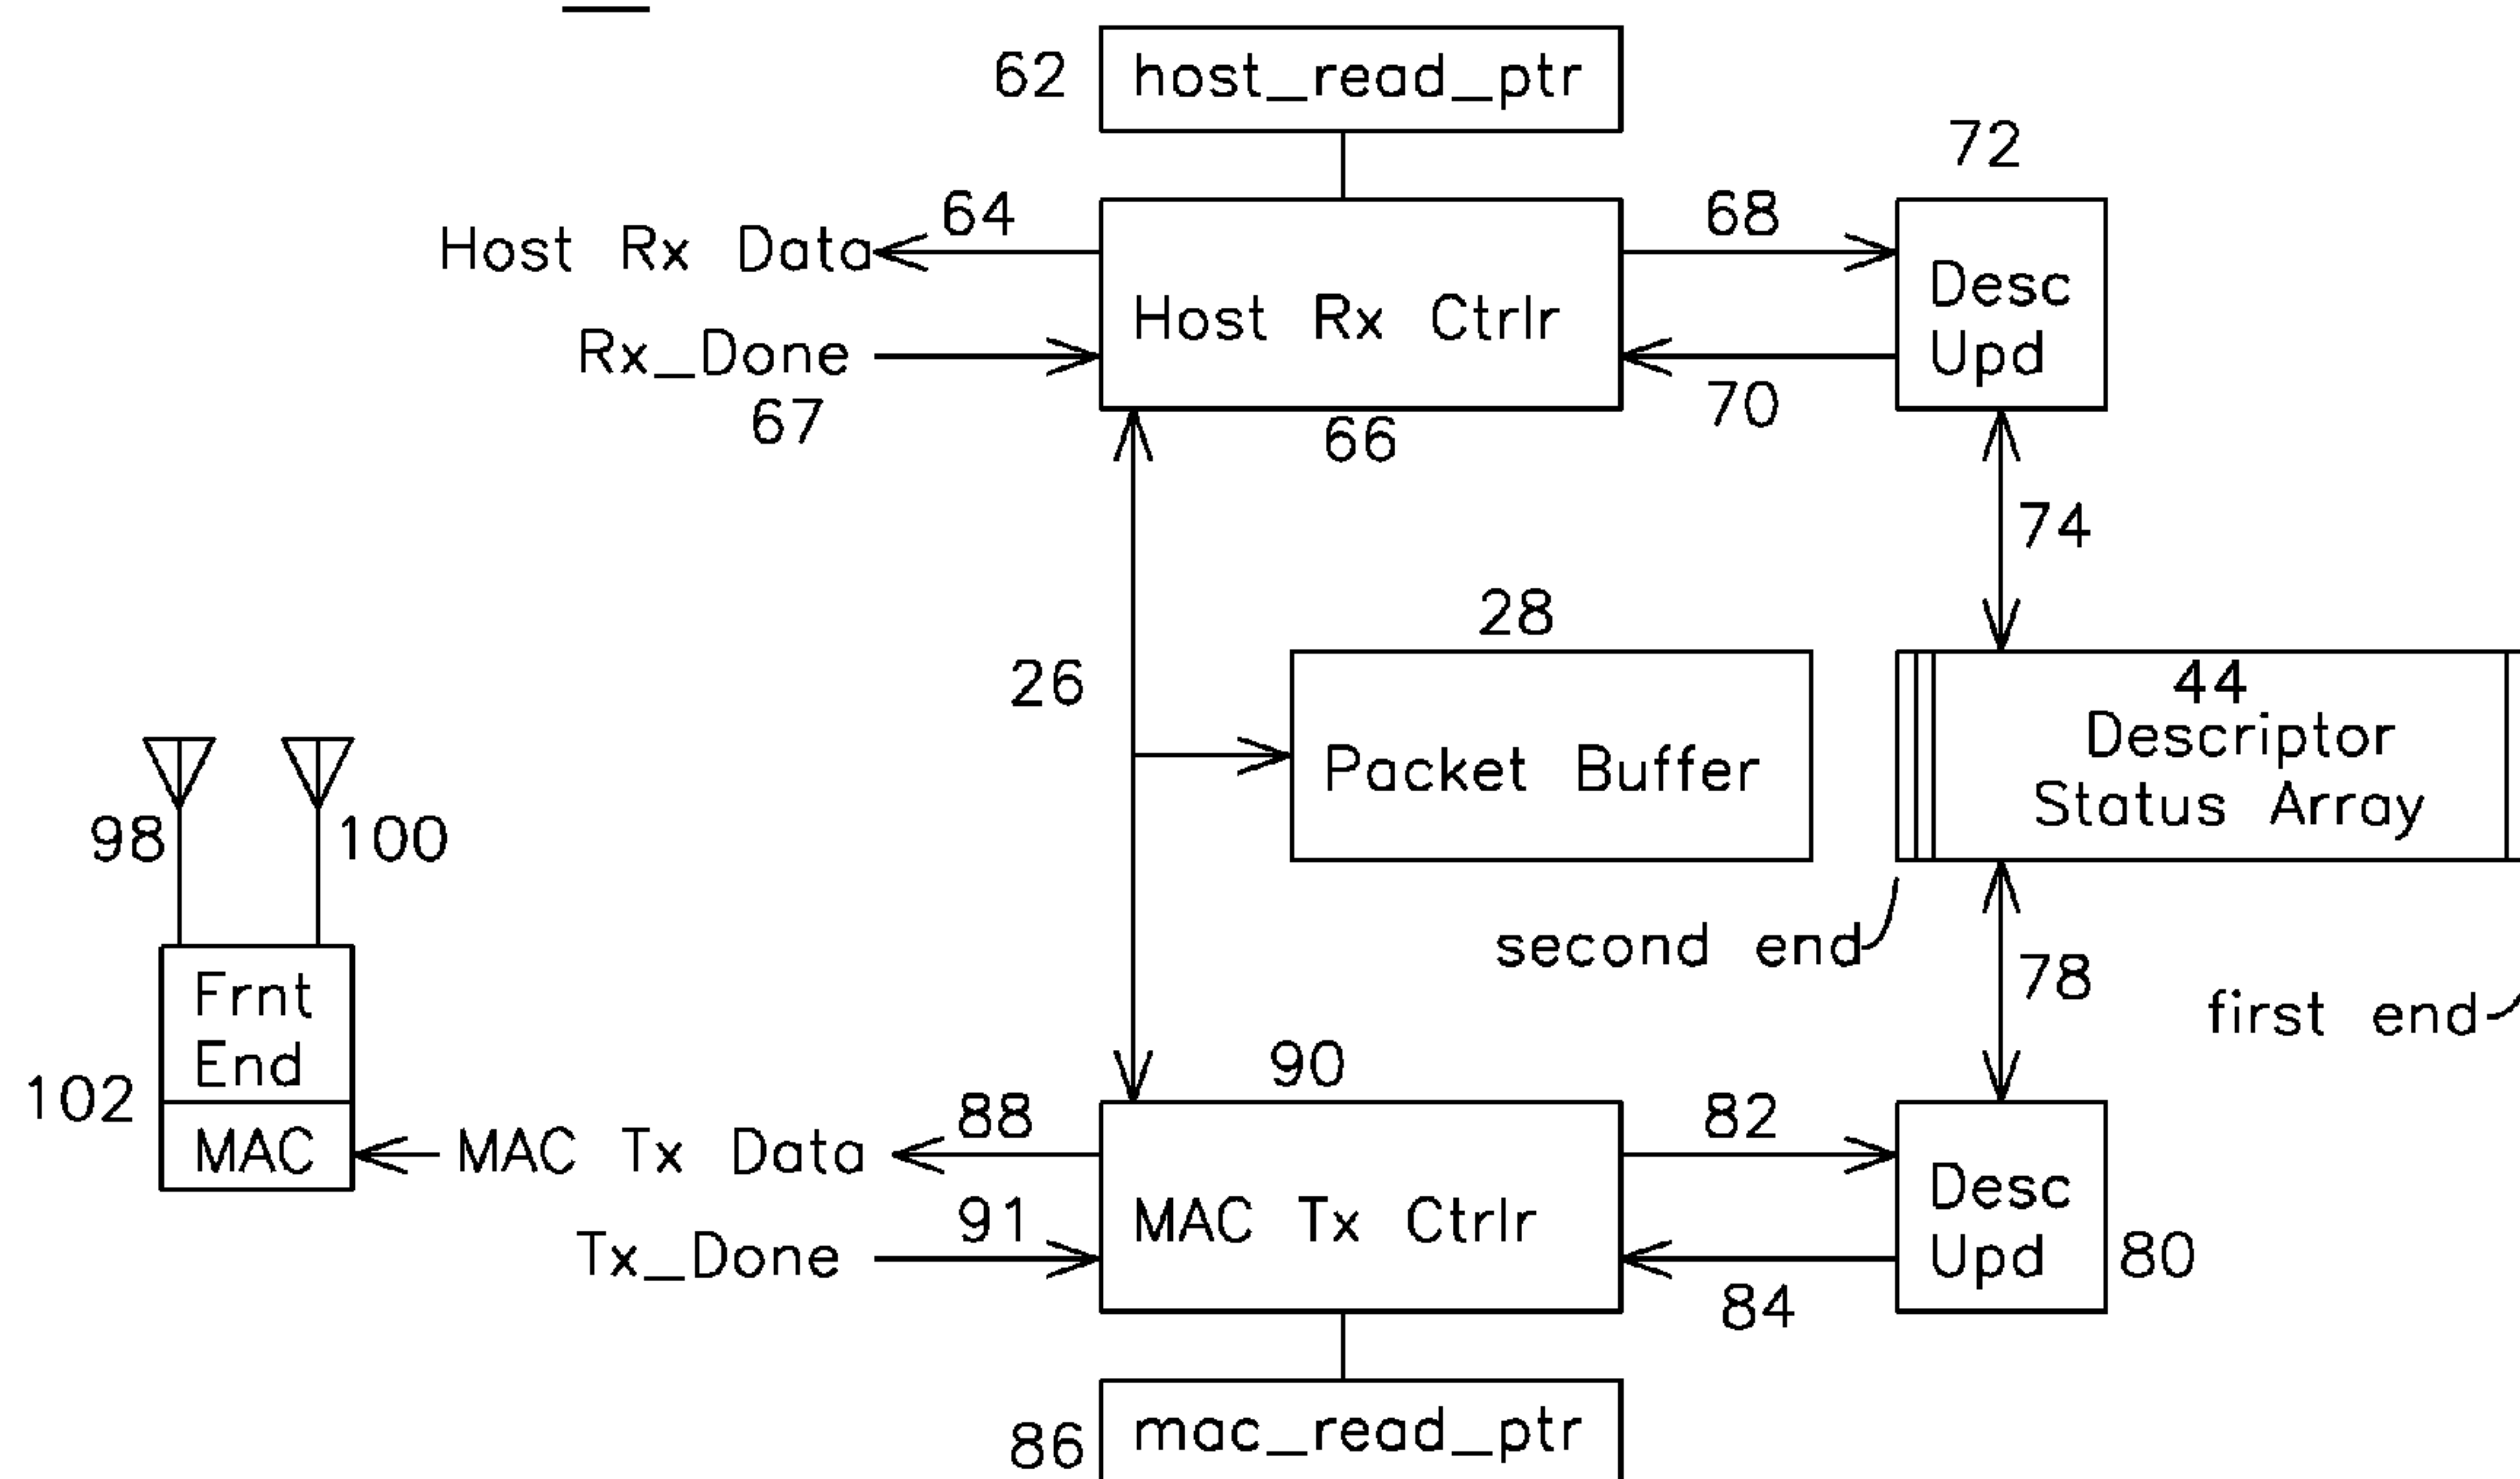 62
host_read_ptr
72
64
68
Host Rx Data
Desc
Upd
Host Rx Ctrlr
Rx_Done
67
66
70
74
28
26
Packet Buffer
44
Descriptor
Status Array
98
100
second end
78
first end
Frnt
End
102
MAC
90
88
82
MAC Tx Data
91
MAC Tx Ctrlr
Desc
Upd
80
Tx_Done
84
86
mac_read_ptr